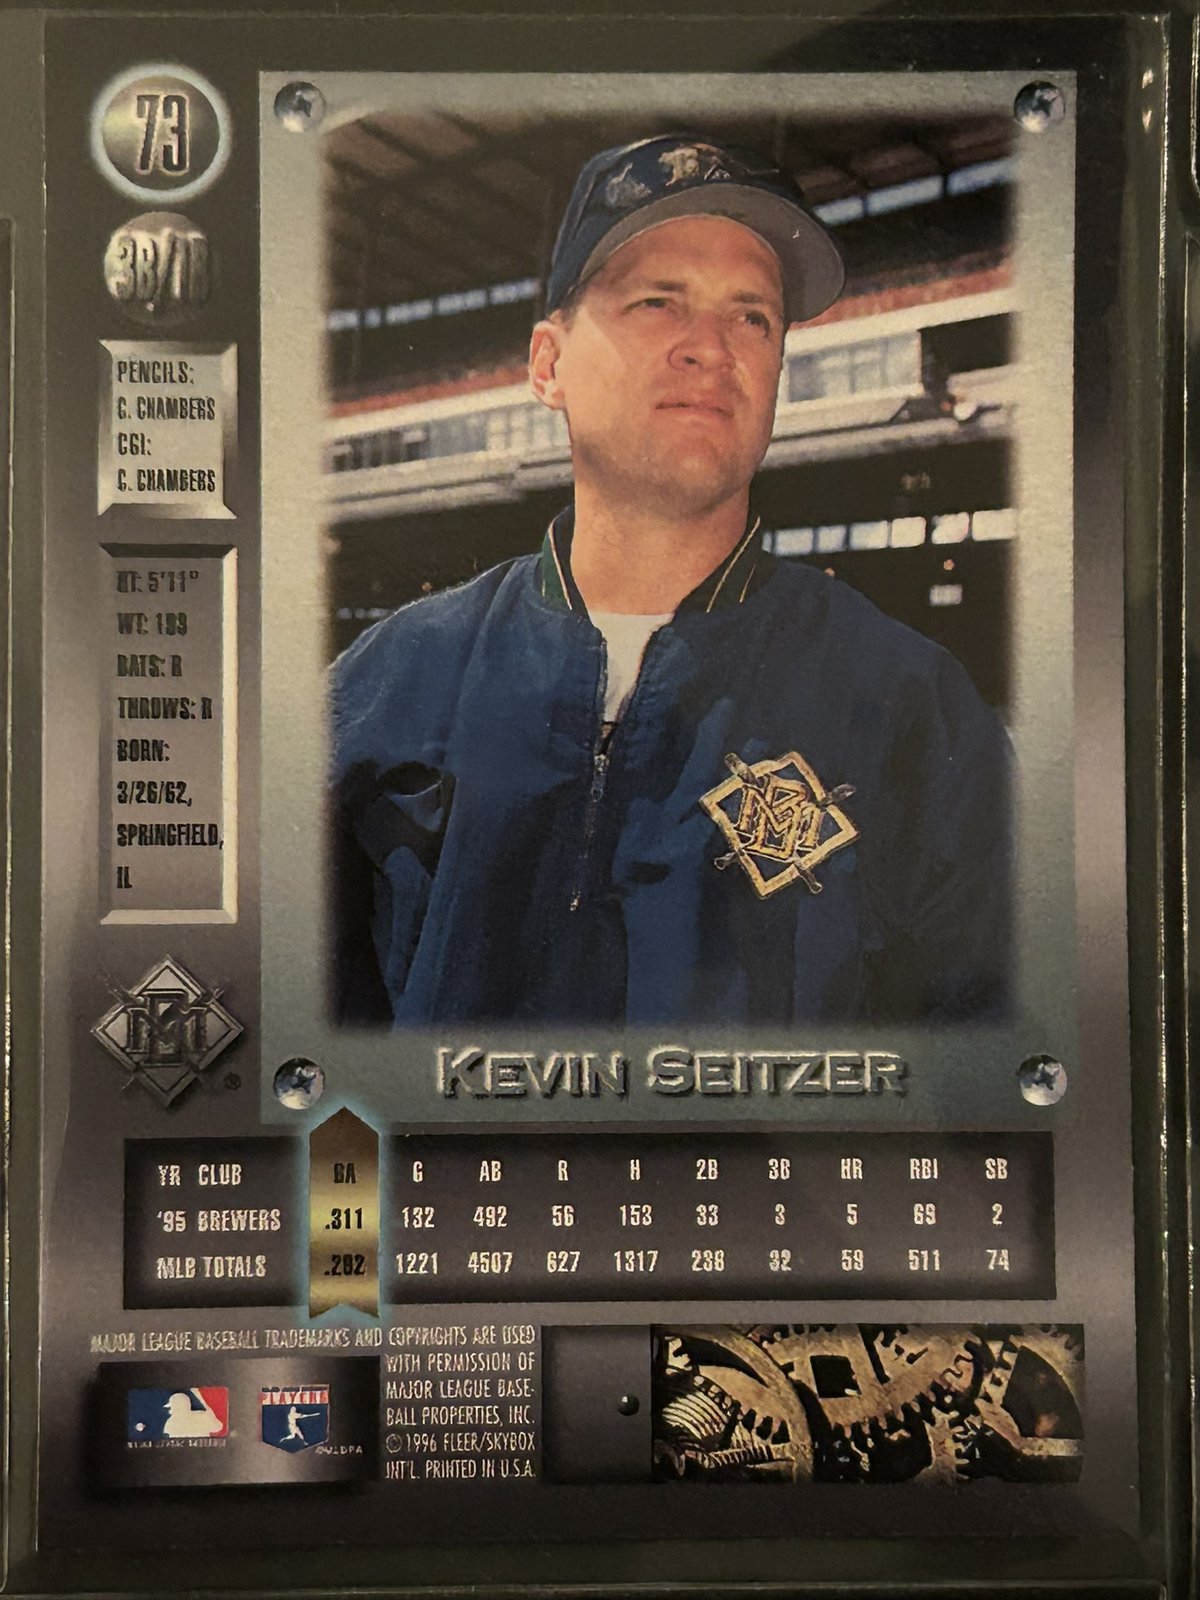 73
3B/1B
PENCILS:
C. CHAMBERS
CGI:
C. CHAMBERS
HT: 5'11"
WT: 193
BATS: R
THROWS: R
BORN:
3/26/62,
SPRINGFIELD,
IL
®
KEVIN SEITZER
YR CLUB BA G AB R H 2B 3B HR RBI SB
'95 BREWERS .311 132 492 56 153 33 3 5 69 2
MLB TOTALS .292 1221 4507 627 1317 238 32 59 511 74
MAJOR LEAGUE BASEBALL TRADEMARKS AND COPYRIGHTS ARE USED
WITH PERMISSION OF
MAJOR LEAGUE BASE-
BALL PROPERTIES, INC.
© 1996 FLEER/SKYBOX
INT'L. PRINTED IN U.S.A.
PLAYERS
©MLBPA